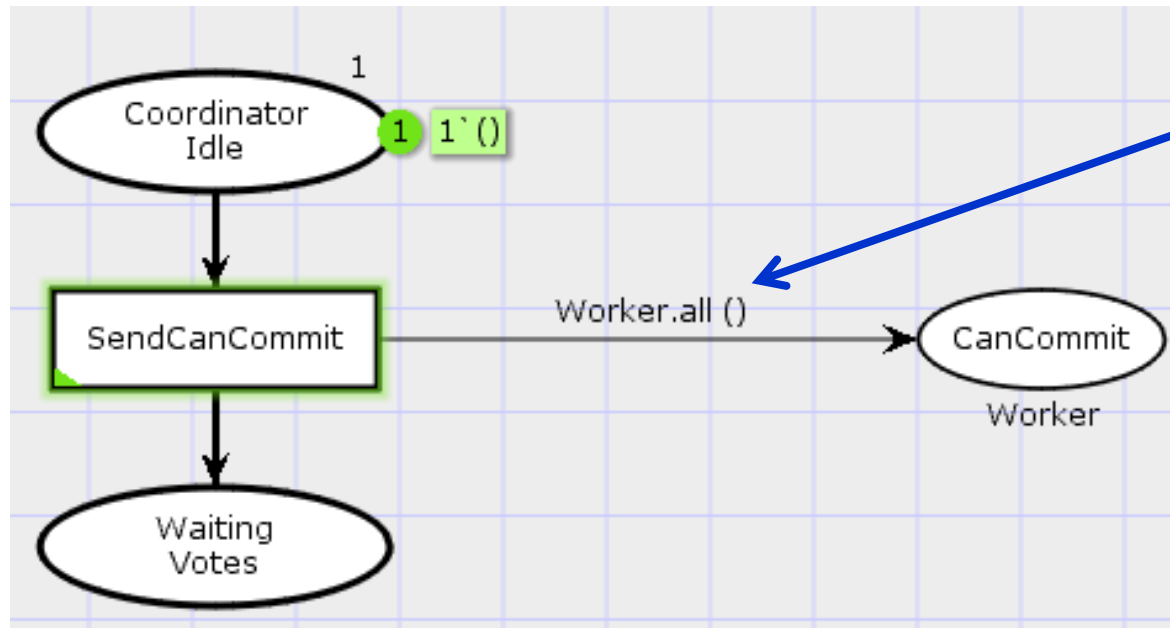 1
Coordinator
Idle
1 1`()
SendCanCommit
Worker.all ()
CanCommit
Worker
Waiting
Votes